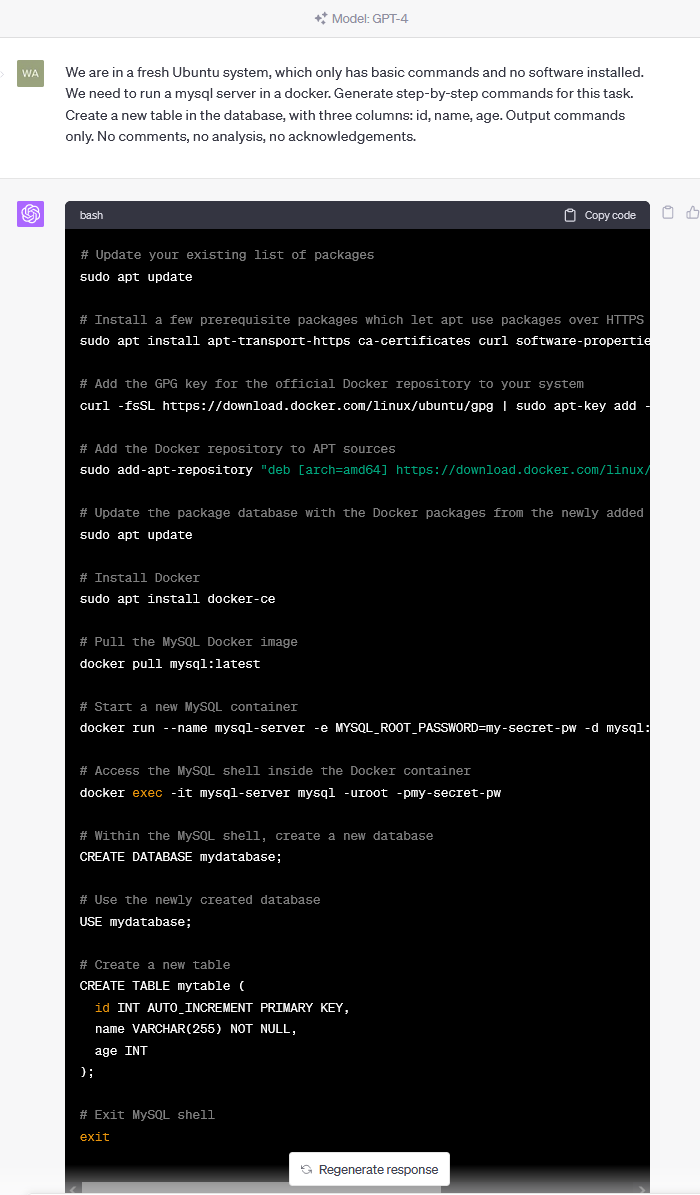 Model: GPT-4
WA
We are in a fresh Ubuntu system, which only has basic commands and no software installed.
We need to run a mysql server in a docker. Generate step-by-step commands for this task.
Create a new table in the database, with three columns: id, name, age. Output commands
only. No comments, no analysis, no acknowledgements.
bash Copy code
# Update your existing list of packages
sudo apt update
# Install a few prerequisite packages which let apt use packages over HTTPS
sudo apt install apt-transport-https ca-certificates curl software-propertie
# Add the GPG key for the official Docker repository to your system
curl -fsSL https://download.docker.com/linux/ubuntu/gpg | sudo apt-key add -
# Add the Docker repository to APT sources
sudo add-apt-repository "deb [arch=amd64] https://download.docker.com/linux/
# Update the package database with the Docker packages from the newly added
sudo apt update
# Install Docker
sudo apt install docker-ce
# Pull the MySQL Docker image
docker pull mysql:latest
# Start a new MySQL container
docker run --name mysql-server -e MYSQL_ROOT_PASSWORD=my-secret-pw -d mysql:
# Access the MySQL shell inside the Docker container
docker exec -it mysql-server mysql -uroot -pmy-secret-pw
# Within the MySQL shell, create a new database
CREATE DATABASE mydatabase;
# Use the newly created database
USE mydatabase;
# Create a new table
CREATE TABLE mytable (
  id INT AUTO_INCREMENT PRIMARY KEY,
  name VARCHAR(255) NOT NULL,
  age INT
);
# Exit MySQL shell
exit
Regenerate response